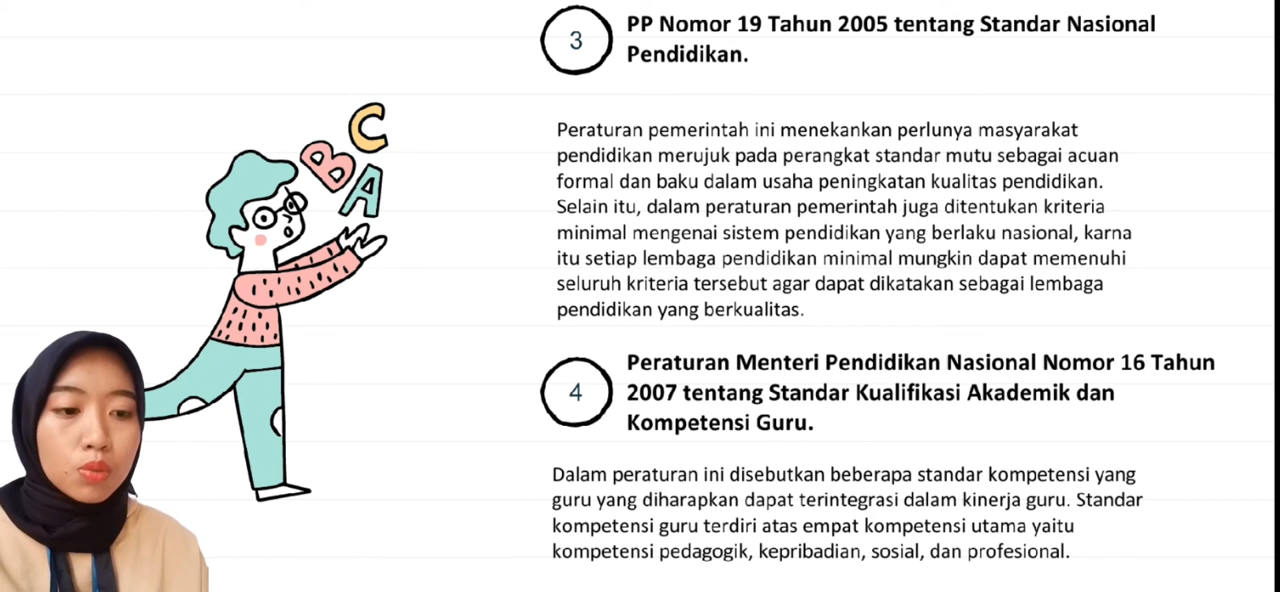 3
PP Nomor 19 Tahun 2005 tentang Standar Nasional
Pendidikan.
C
B
A
Peraturan pemerintah ini menekankan perlunya masyarakat
pendidikan merujuk pada perangkat standar mutu sebagai acuan
formal dan baku dalam usaha peningkatan kualitas pendidikan.
Selain itu, dalam peraturan pemerintah juga ditentukan kriteria
minimal mengenai sistem pendidikan yang berlaku nasional, karna
itu setiap lembaga pendidikan minimal mungkin dapat memenuhi
seluruh kriteria tersebut agar dapat dikatakan sebagai lembaga
pendidikan yang berkualitas.
4
Peraturan Menteri Pendidikan Nasional Nomor 16 Tahun
2007 tentang Standar Kualifikasi Akademik dan
Kompetensi Guru.
Dalam peraturan ini disebutkan beberapa standar kompetensi yang
guru yang diharapkan dapat terintegrasi dalam kinerja guru. Standar
kompetensi guru terdiri atas empat kompetensi utama yaitu
kompetensi pedagogik, kepribadian, sosial, dan profesional.